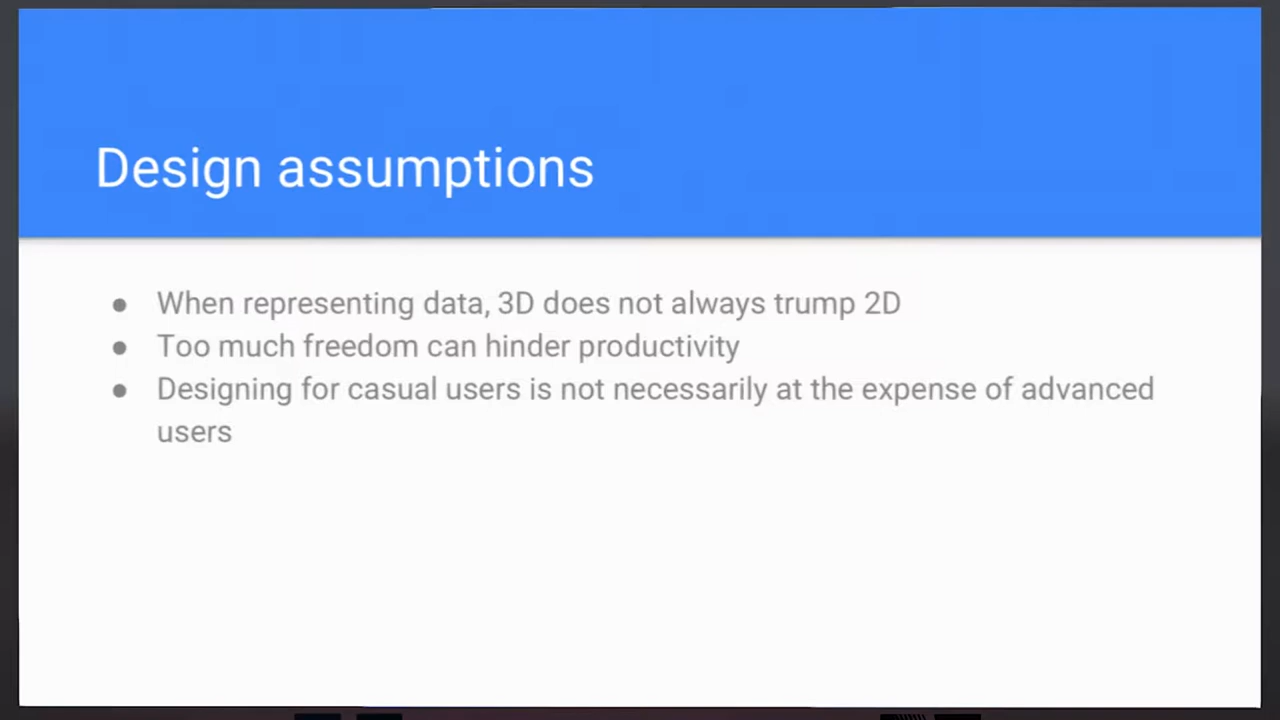 Design assumptions
● When representing data, 3D does not always trump 2D
● Too much freedom can hinder productivity
● Designing for casual users is not necessarily at the expense of advanced
users